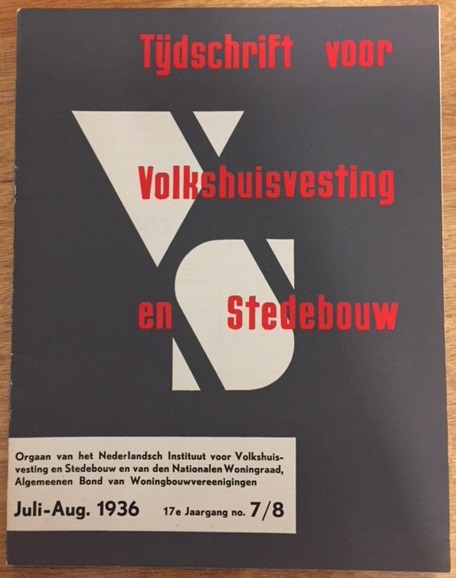 Tijdschrift voor
Volkshuisvesting
en Stedebouw
VS
Orgaan van het Nederlandsch Instituut voor Volkshuis-
vesting en Stedebouw en van den Nationalen Woningraad,
Algemeenen Bond van Woningbouwvereenigingen
Juli-Aug. 1936 17e Jaargang no. 7/8